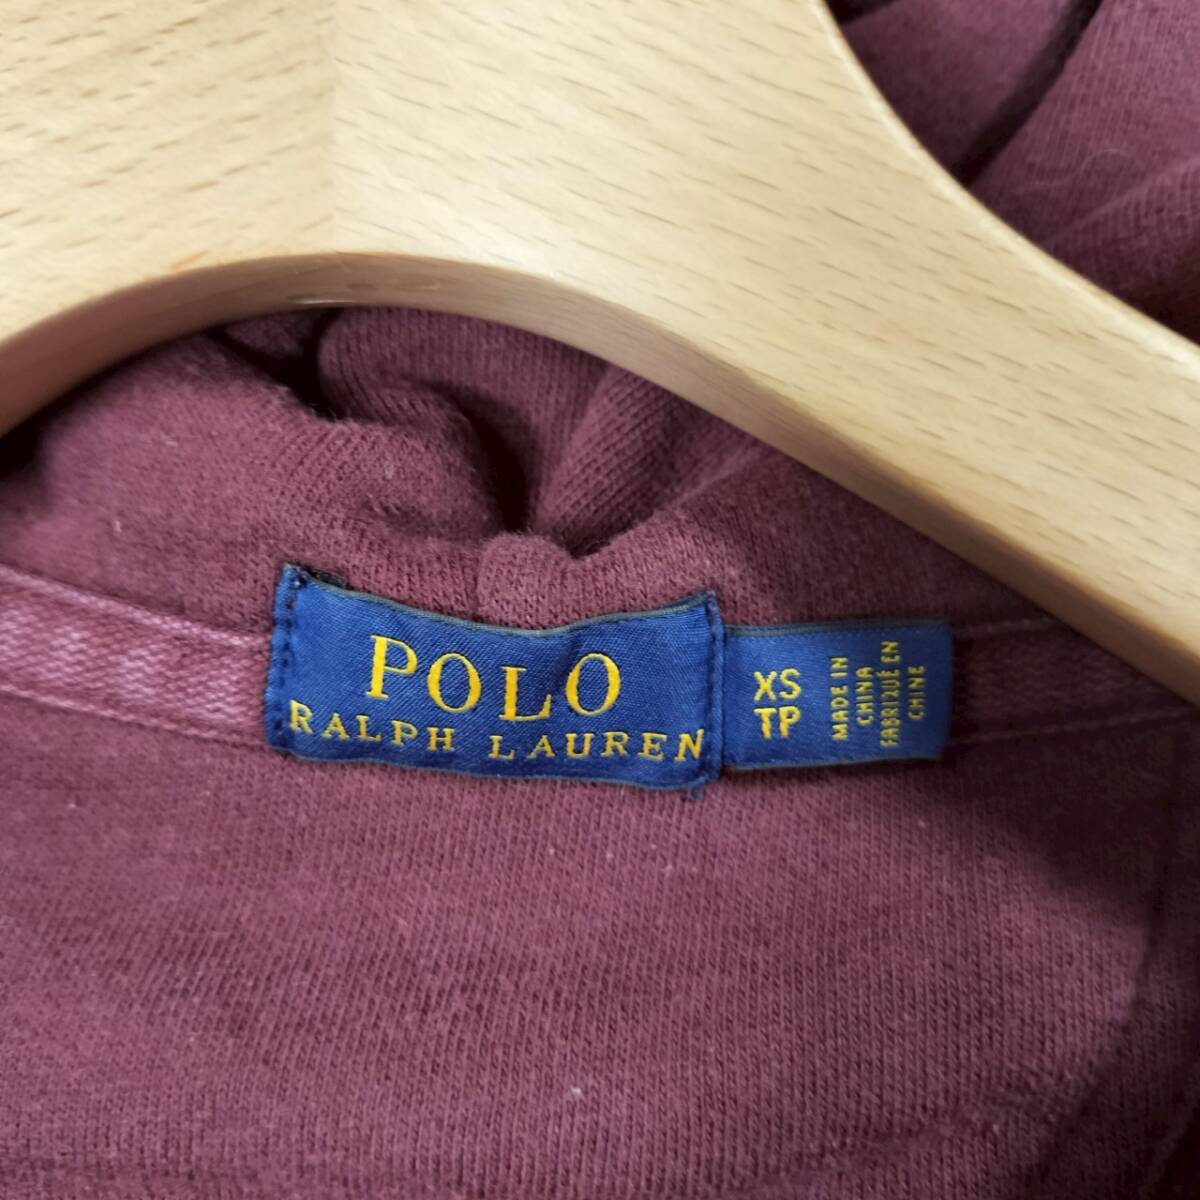 POLO
RALPH LAUREN
XS
TP
MADE IN
CHINA
FABRIQUÉ EN
CHINE